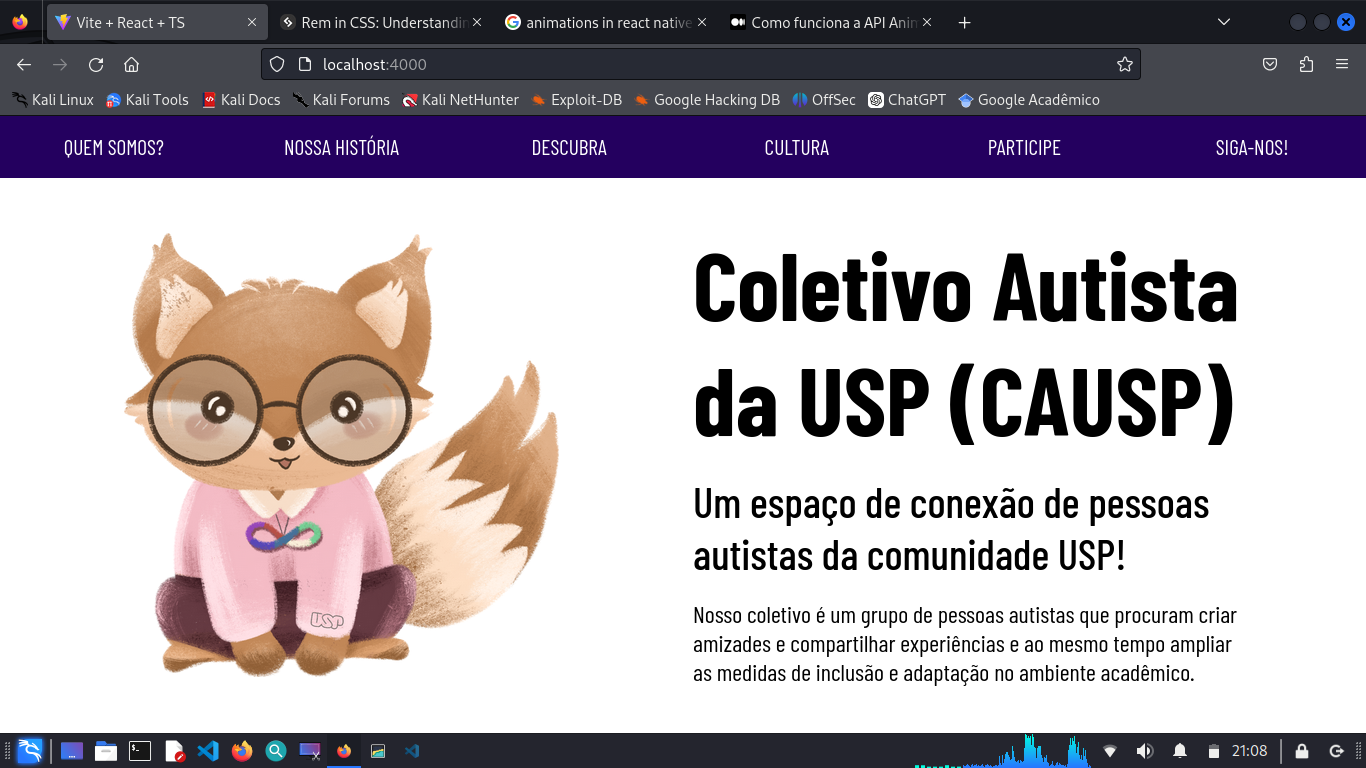 Vite + React + TS
Rem in CSS: Understandin
animations in react native
Como funciona a API Anim
localhost:4000
Kali Linux
Kali Tools
Kali Docs
Kali Forums
Kali NetHunter
Exploit-DB
Google Hacking DB
OffSec
ChatGPT
Google Acadêmico
QUEM SOMOS?
NOSSA HISTÓRIA
DESCUBRA
CULTURA
PARTICIPE
SIGA-NOS!
Coletivo Autista
da USP (CAUSP)
Um espaço de conexão de pessoas
autistas da comunidade USP!
Nosso coletivo é um grupo de pessoas autistas que procuram criar
amizades e compartilhar experiências e ao mesmo tempo ampliar
as medidas de inclusão e adaptação no ambiente acadêmico.
USP
21:08